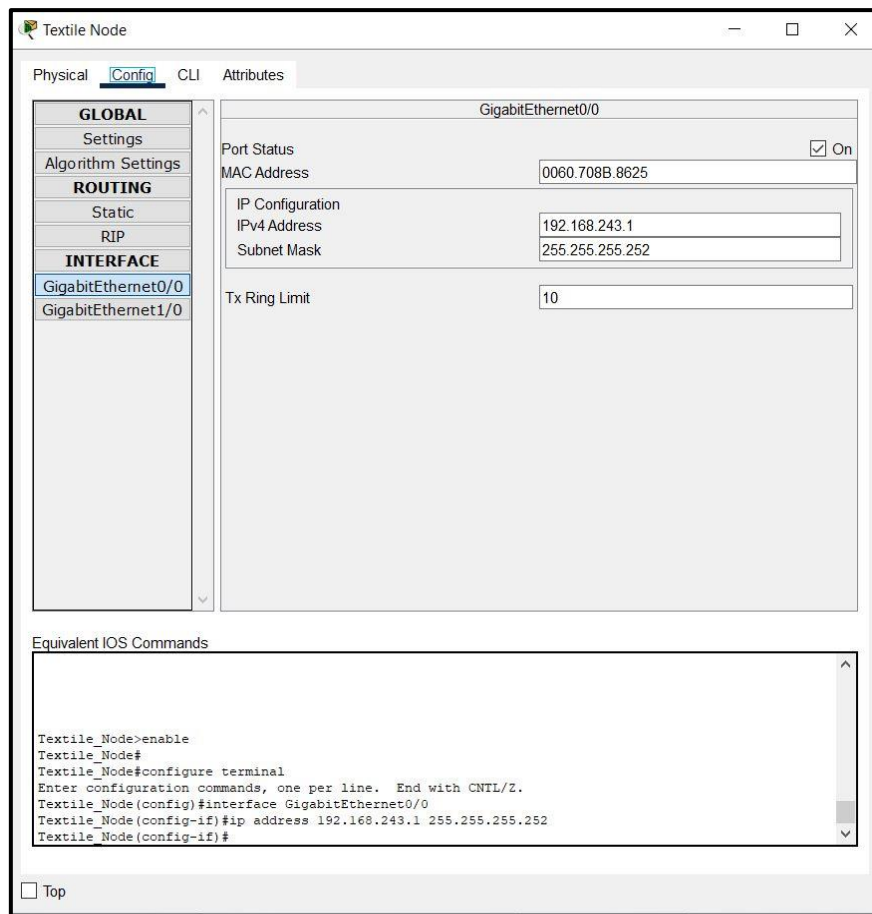 Textile Node
Physical Config CLI Attributes
GLOBAL
Settings
Algorithm Settings
ROUTING
Static
RIP
INTERFACE
GigabitEthernet0/0
GigabitEthernet1/0
GigabitEthernet0/0
Port Status On
MAC Address 0060.708B.8625
IP Configuration
IPv4 Address 192.168.243.1
Subnet Mask 255.255.255.252
Tx Ring Limit 10
Equivalent IOS Commands
Textile_Node>enable
Textile_Node#
Textile_Node#configure terminal
Enter configuration commands, one per line. End with CNTL/Z.
Textile_Node(config)#interface GigabitEthernet0/0
Textile_Node(config-if)#ip address 192.168.243.1 255.255.255.252
Textile_Node(config-if)#
Top